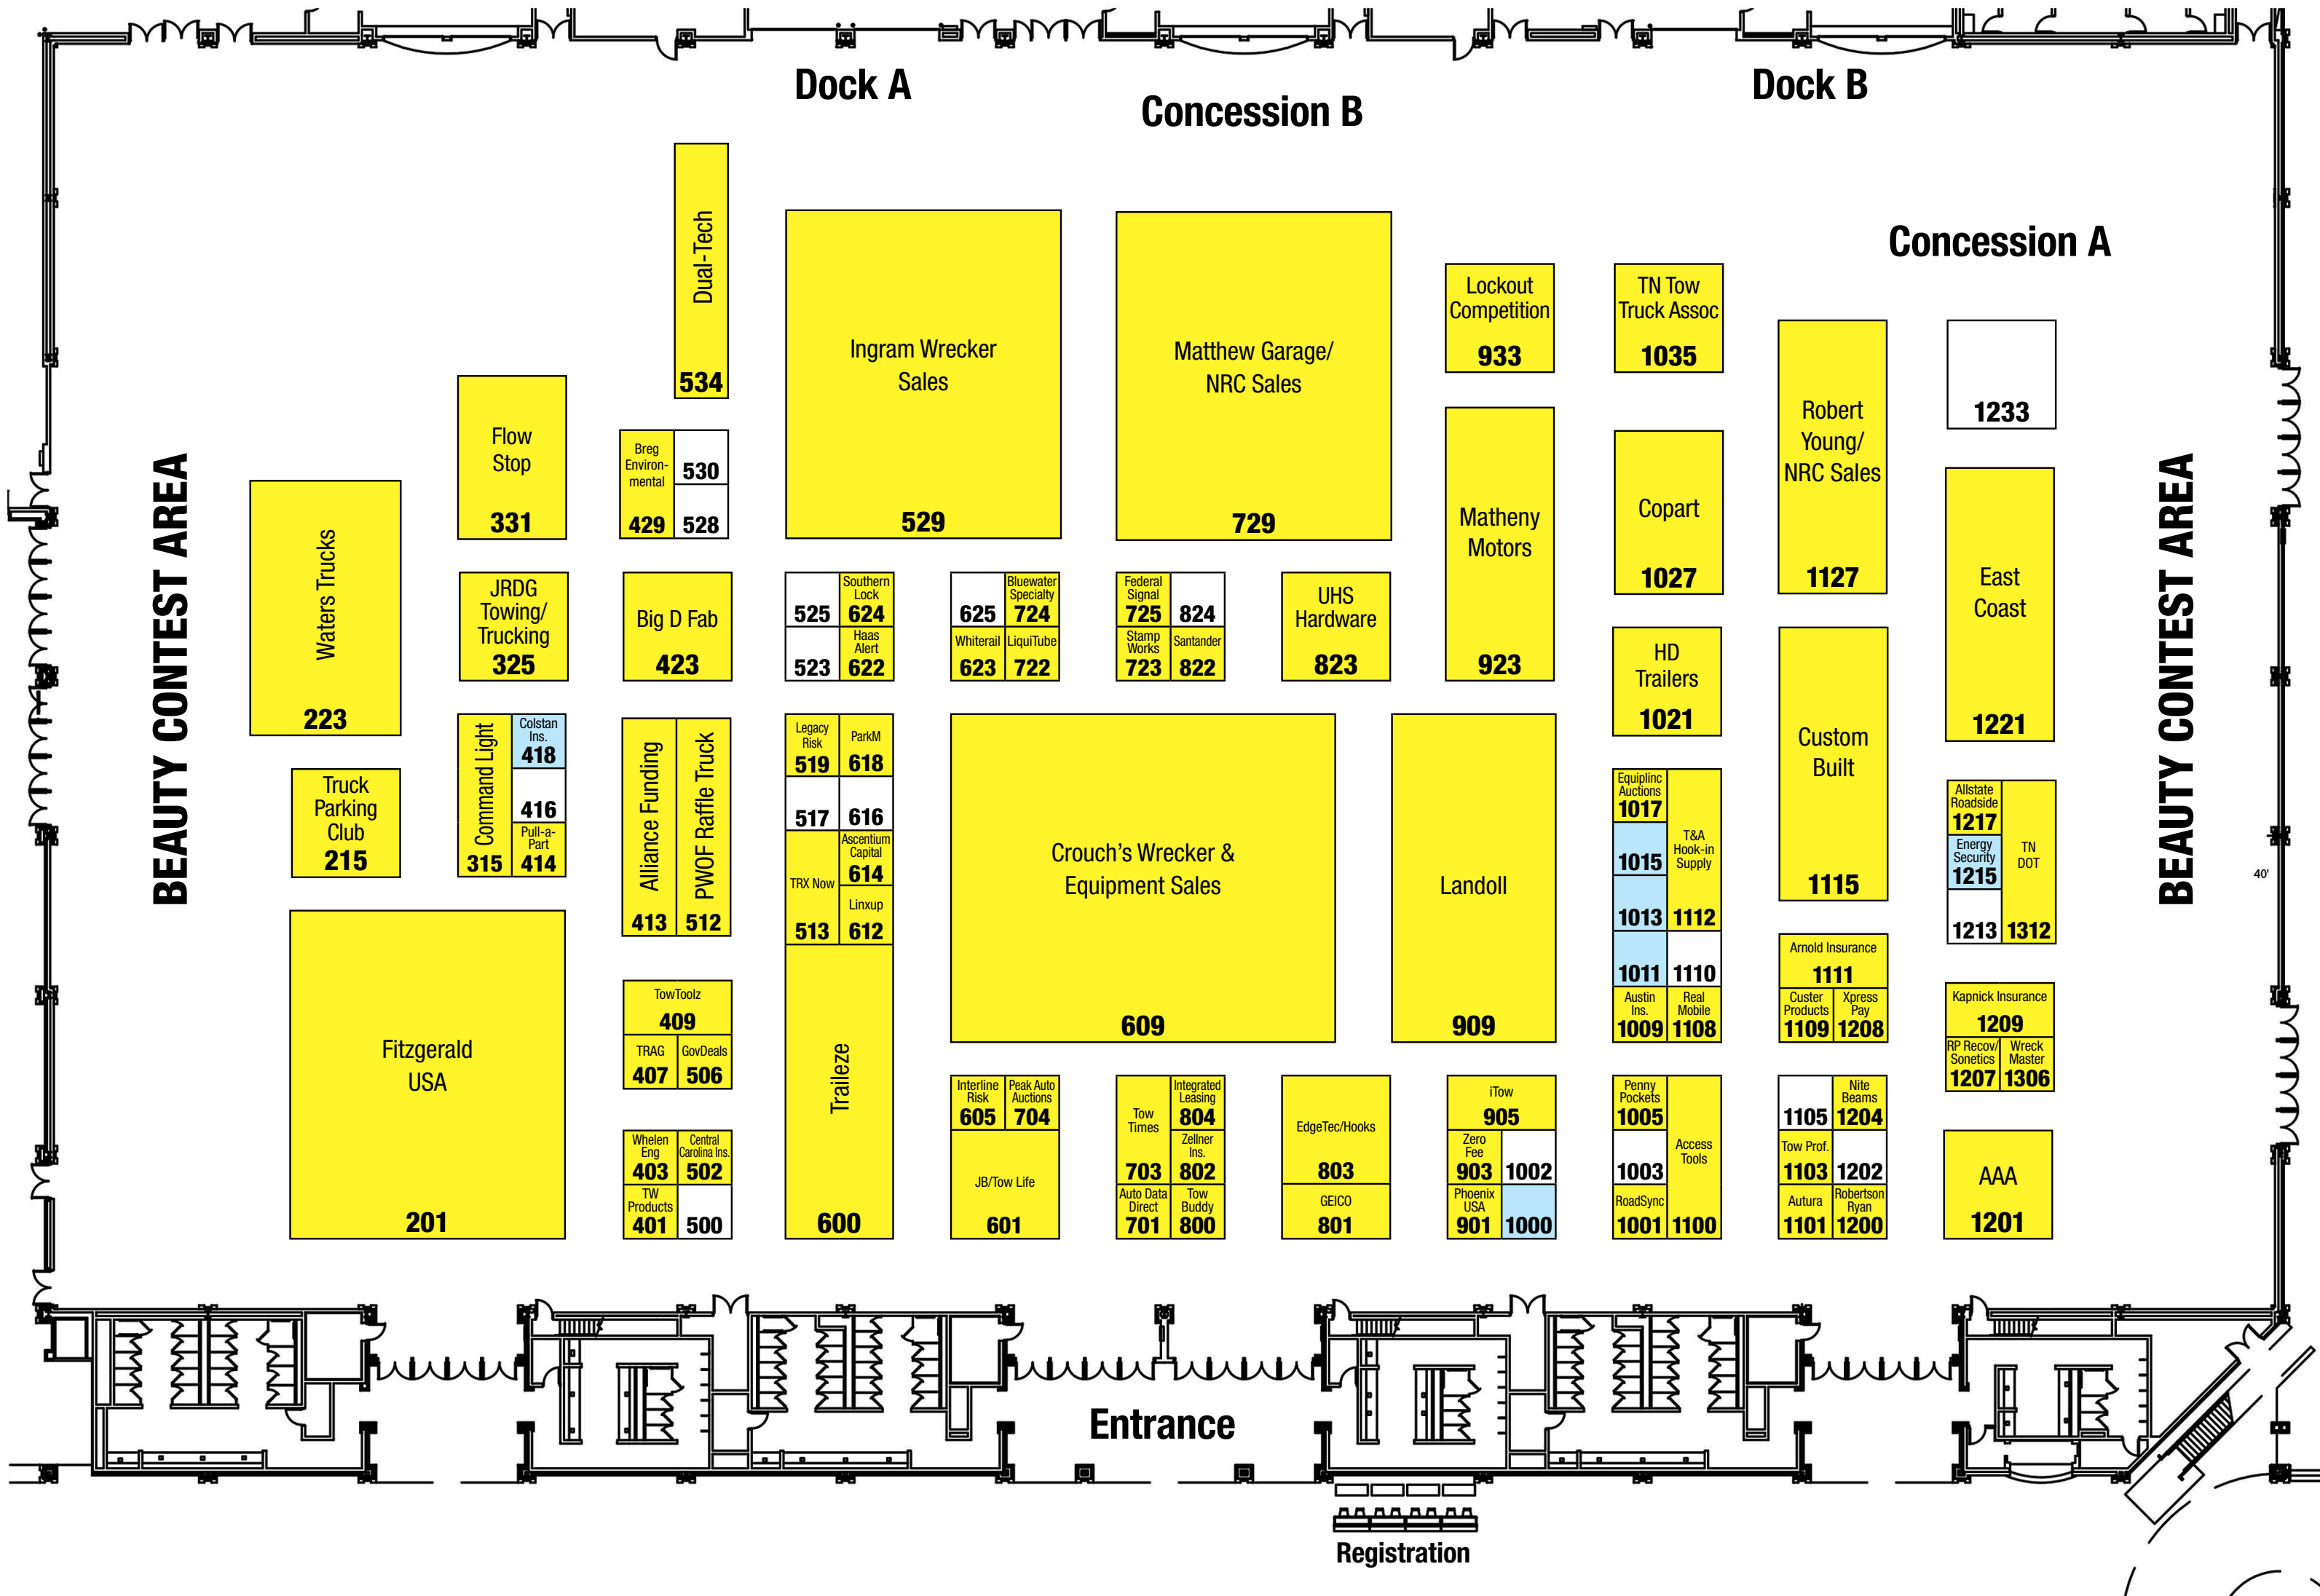 Dock A
Dock B
Concession B
Concession A
Dual-Tech
534
Ingram Wrecker
Sales
529
Matthew Garage/
NRC Sales
729
Lockout
Competition
933
TN Tow
Truck Assoc
1035
Robert
Young/
NRC Sales
1127
1233
Flow
Stop
331
Breg
Environ-
mental
429
530
528
Matheny
Motors
923
Copart
1027
East
Coast
1221
BEAUTY CONTEST AREA
BEAUTY CONTEST AREA
Waters Trucks
223
JRDG
Towing/
Trucking
325
Big D Fab
423
525
Southern
Lock
624
523
Haas
Alert
622
625
Bluewater
Specialty
724
Whiterail
623
LiquiTube
722
Federal
Signal
725
824
Stamp
Works
723
Santander
822
UHS
Hardware
823
HD
Trailers
1021
Custom
Built
1115
Truck
Parking
Club
215
Command Light
315
Colstan
Ins.
418
416
Pull-a-
Part
414
Alliance Funding
413
PWOF Raffle Truck
512
Legacy
Risk
519
ParkM
618
517
616
TRX Now
513
Ascentium
Capital
614
Linxup
612
Crouch's Wrecker &
Equipment Sales
609
Landoll
909
Equiplinc
Auctions
1017
1015
1013
T&A
Hook-in
Supply
1112
1011
1110
Austin
Ins.
1009
Real
Mobile
1108
Arnold Insurance
1111
Custer
Products
1109
Xpress
Pay
1208
Allstate
Roadside
1217
Energy
Security
1215
1213
TN
DOT
1312
40'
Kapnick Insurance
1209
RP Recov/
Sonetics
1207
Wreck
Master
1306
Fitzgerald
USA
201
TowToolz
409
TRAG
407
GovDeals
506
Whelen
Eng
403
Central
Carolina Ins.
502
TW
Products
401
500
Traileze
600
Interline
Risk
605
Peak Auto
Auctions
704
JB/Tow Life
601
Tow
Times
703
Integrated
Leasing
804
Zellner
Ins.
802
Auto Data
Direct
701
Tow
Buddy
800
EdgeTec/Hooks
803
GEICO
801
iTow
905
Zero
Fee
903
1002
Phoenix
USA
901
1000
Penny
Pockets
1005
1003
RoadSync
1001
Access
Tools
1100
1105
Nite
Beams
1204
Tow Prof.
1103
1202
Autura
1101
Robertson
Ryan
1200
AAA
1201
Entrance
Registration